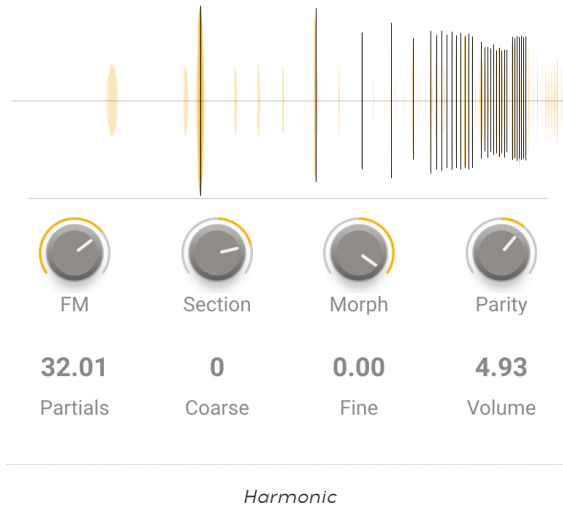 FM Section Morph Parity
32.01 0 0.00 4.93
Partials Coarse Fine Volume
Harmonic